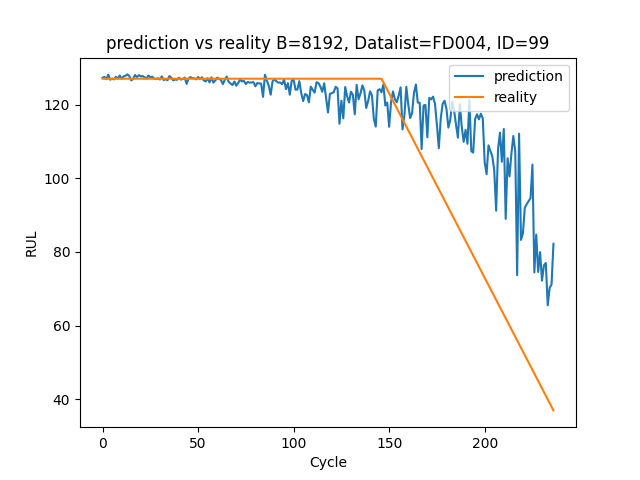 prediction vs reality B=8192, Datalist=FD004, ID=99
prediction
reality
120
100
80
60
40
RUL
0 50 100 150 200
Cycle